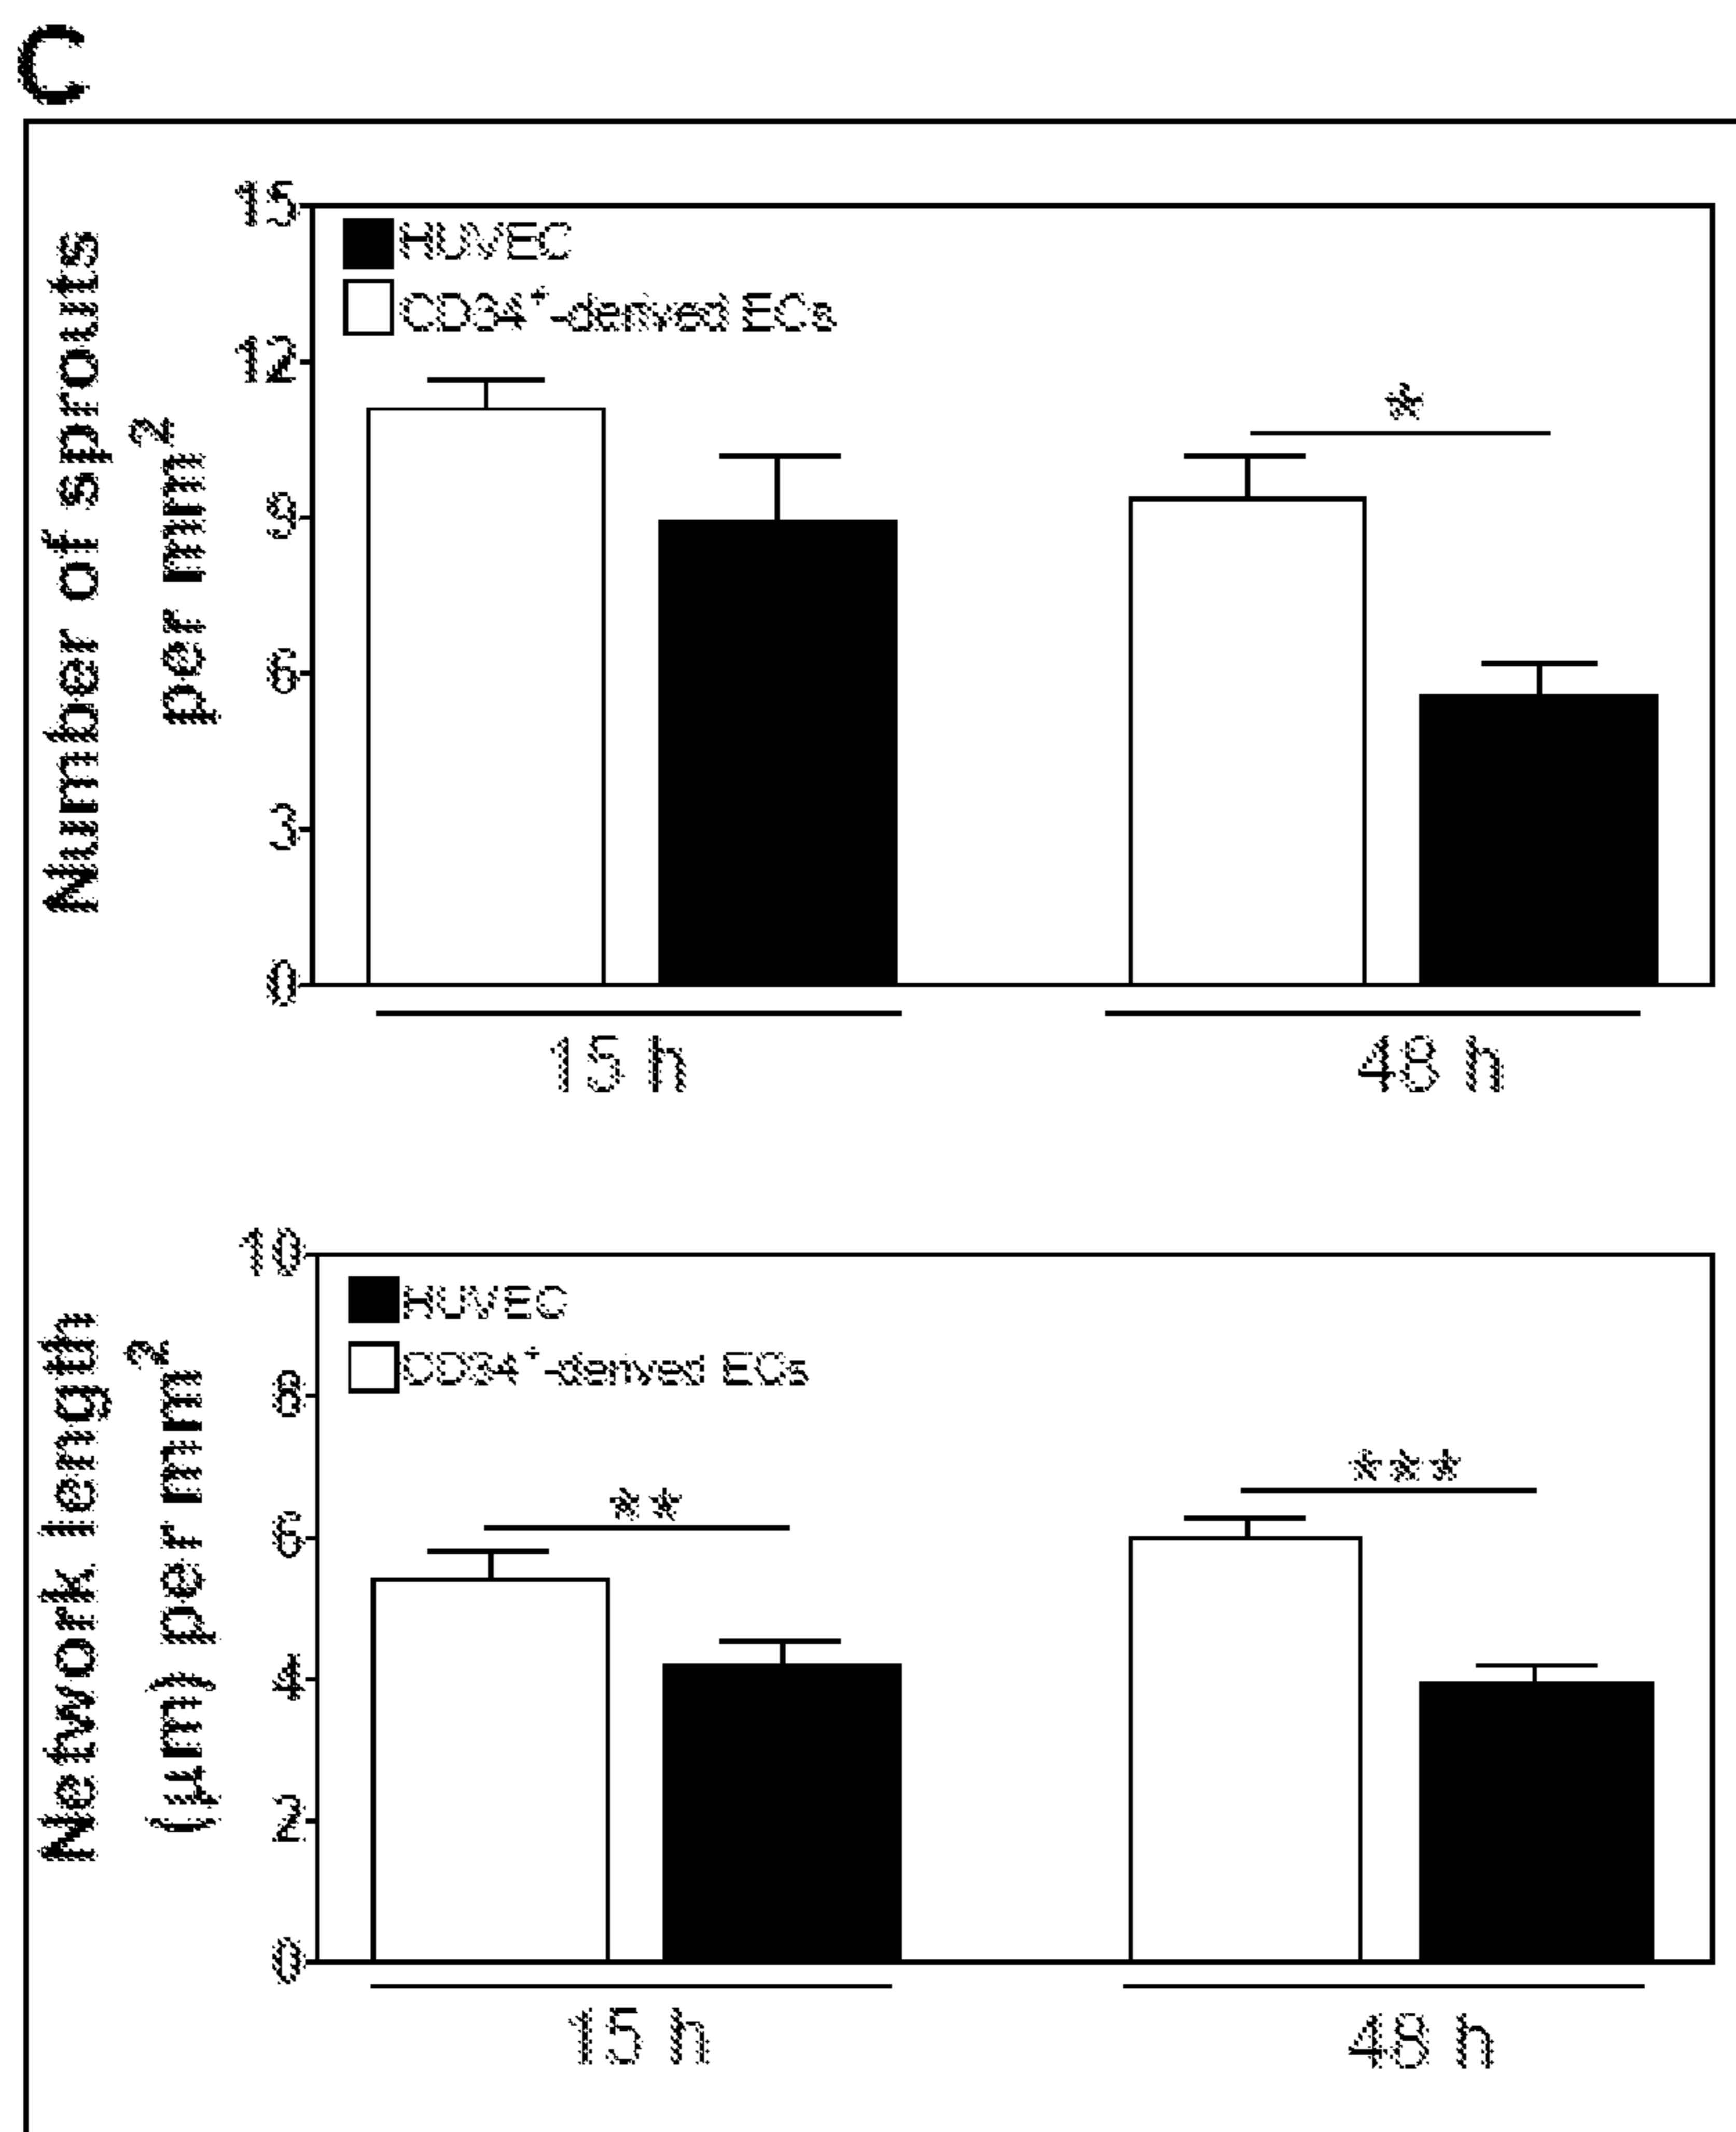 C
Number of sprouts
per mm²
15
12
9
6
3
0
HUVEC
CD34⁺-derived ECs
*
15 h
48 h
Network length
(µm) per mm²
10
8
6
4
2
0
HUVEC
CD34⁺-derived ECs
**
***
15 h
48 h